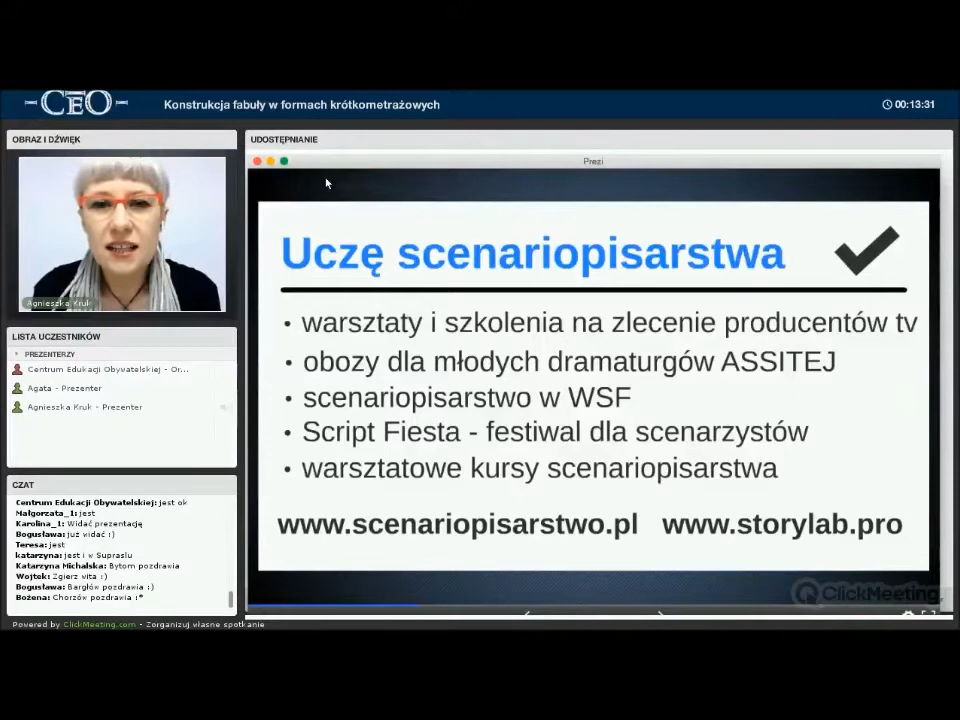 CEO
Konstrukcja fabuły w formach krótkometrażowych
00:13:31
OBRAZ I DŹWIĘK
Agnieszka Kruk
UDOSTĘPNIANIE
Prezi
Uczę scenariopisarstwa
• warsztaty i szkolenia na zlecenie producentów tv
• obozy dla młodych dramaturgów ASSITEJ
• scenariopisarstwo w WSF
• Script Fiesta - festiwal dla scenarzystów
• warsztatowe kursy scenariopisarstwa
www.scenariopisarstwo.pl www.storylab.pro
ClickMeeting
LISTA UCZESTNIKÓW
PREZENTERZY
Centrum Edukacji Obywatelskiej - Or...
Agata - Prezenter
Agnieszka Kruk - Prezenter
CZAT
Centrum Edukacji Obywatelskiej: jest ok
Małgorzata_1: jest
Karolina_1: Widać prezentację
Bogusława: już widać :)
Teresa: jest
katarzyna: jest i w Supraslu
Katarzyna Michalska: Bytom pozdrawia
Wojtek: Zgierz wita :)
Bogusława: Bargłów pozdrawia :)
Bożena: Chorzów pozdrawia :*
Powered by ClickMeeting.com - Zorganizuj własne spotkanie